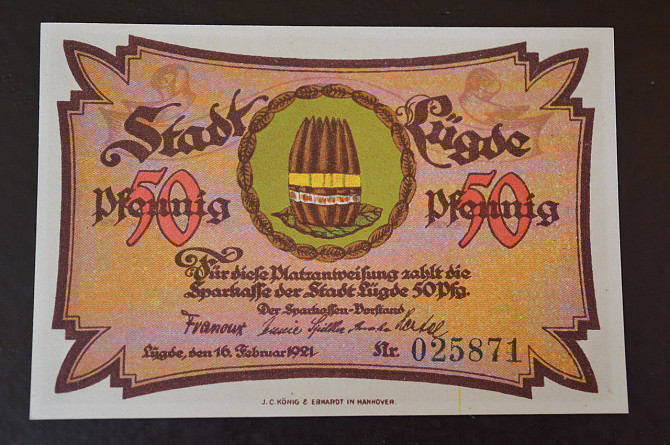 Stadt Lügde
50 Pfennig 50 Pfennig
Für diese Platzanweisung zahlt die
Sparkasse der Stadt Lügde 50 Pfg.
Der Sparkassen-Vorstand
Lügde, den 16. Februar 1921 Nr. 025871
J. C. KÖNIG & EBHARDT IN HANNOVER.